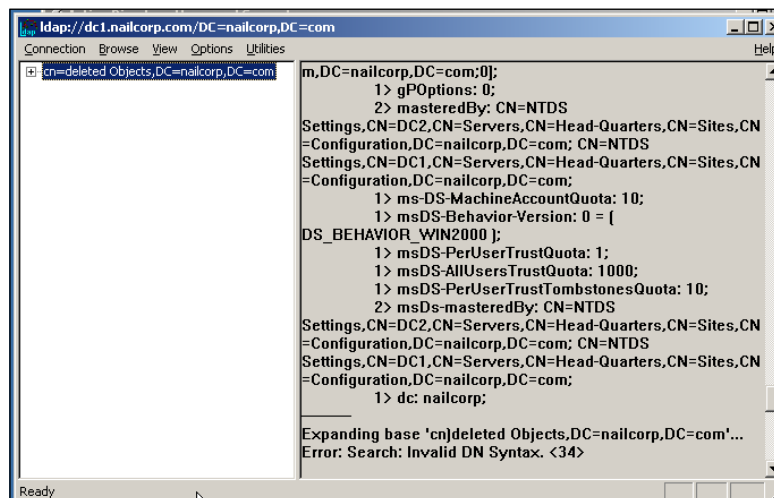 ldap://dc1.nailcorp.com/DC=nailcorp,DC=com
Connection Browse View Options Utilities Help
cn=deleted Objects,DC=nailcorp,DC=com
m,DC=nailcorp,DC=com;0];
1> gPOptions: 0;
2> masteredBy: CN=NTDS
Settings,CN=DC2,CN=Servers,CN=Head-Quarters,CN=Sites,CN
=Configuration,DC=nailcorp,DC=com; CN=NTDS
Settings,CN=DC1,CN=Servers,CN=Head-Quarters,CN=Sites,CN
=Configuration,DC=nailcorp,DC=com;
1> ms-DS-MachineAccountQuota: 10;
1> msDS-Behavior-Version: 0 = (
DS_BEHAVIOR_WIN2000 );
1> msDS-PerUserTrustQuota: 1;
1> msDS-AllUsersTrustQuota: 1000;
1> msDS-PerUserTrustTombstonesQuota: 10;
2> msDs-masteredBy: CN=NTDS
Settings,CN=DC2,CN=Servers,CN=Head-Quarters,CN=Sites,CN
=Configuration,DC=nailcorp,DC=com; CN=NTDS
Settings,CN=DC1,CN=Servers,CN=Head-Quarters,CN=Sites,CN
=Configuration,DC=nailcorp,DC=com;
1> dc: nailcorp;
Expanding base 'cn)deleted Objects,DC=nailcorp,DC=com'...
Error: Search: Invalid DN Syntax. <34>
Ready